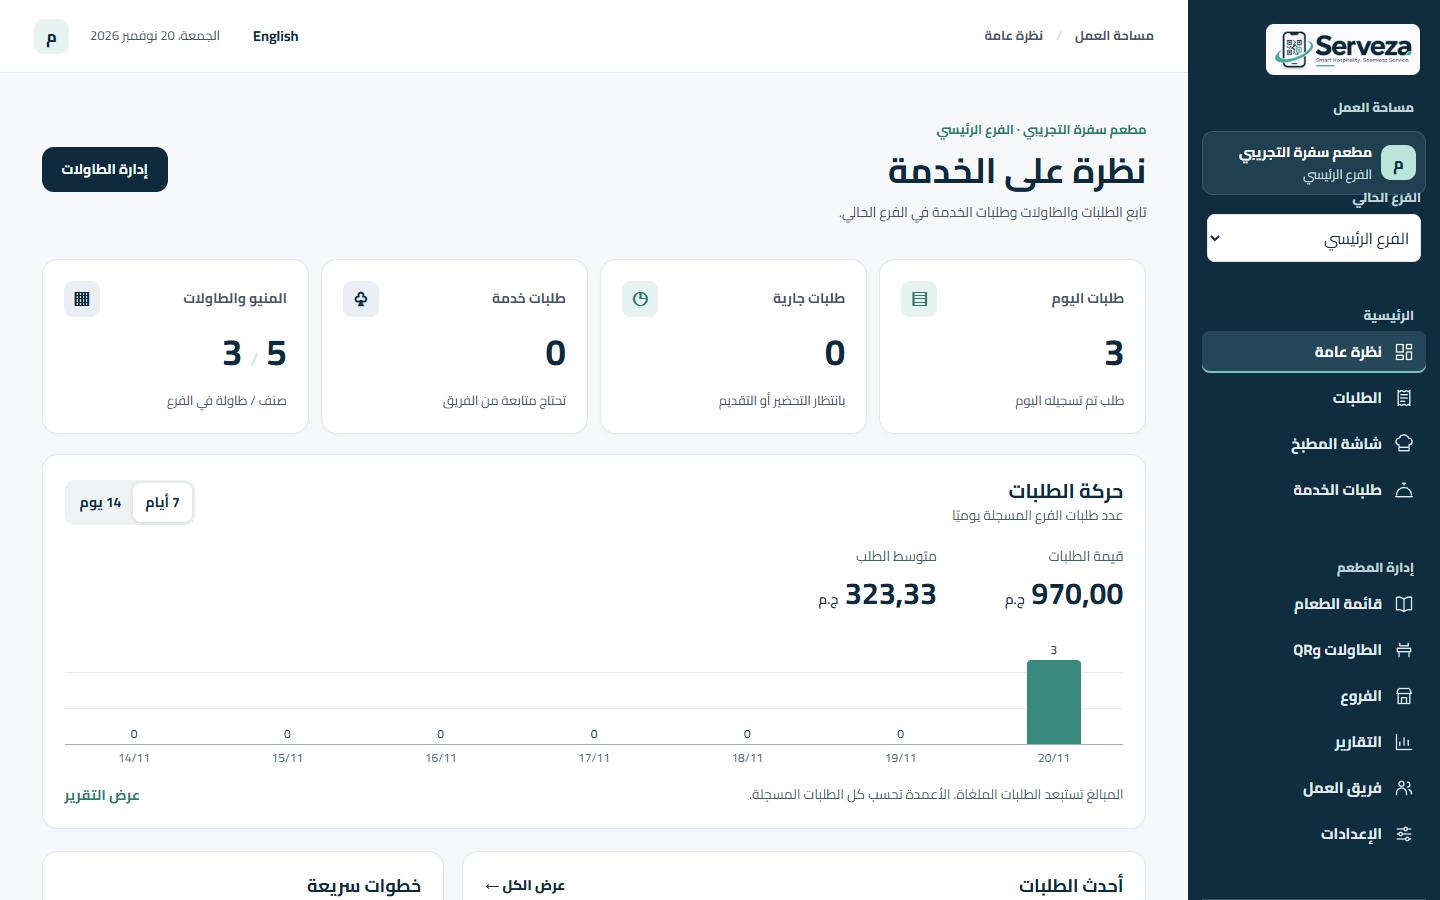 Serveza
Smart Hospitality. Seamless Service.
مساحة العمل
م
مطعم سفرة التجريبي
الفرع الرئيسي
الفرع الحالي
الفرع الرئيسي
الرئيسية
نظرة عامة
الطلبات
شاشة المطبخ
طلبات الخدمة
إدارة المطعم
قائمة الطعام
الطاولات وQR
الفروع
التقارير
فريق العمل
الإعدادات
مساحة العمل / نظرة عامة
English
الجمعة، 20 نوفمبر 2026
م
مطعم سفرة التجريبي · الفرع الرئيسي
نظرة على الخدمة
تابع الطلبات والطاولات وطلبات الخدمة في الفرع الحالي.
إدارة الطاولات
طلبات اليوم
3
طلب تم تسجيله اليوم
طلبات جارية
0
بانتظار التحضير أو التقديم
طلبات خدمة
0
تحتاج متابعة من الفريق
المنيو والطاولات
5 / 3
صنف / طاولة في الفرع
حركة الطلبات
عدد طلبات الفرع المسجلة يوميًا
7 أيام
14 يوم
قيمة الطلبات
970,00 ج.م
متوسط الطلب
323,33 ج.م
3
0
0
0
0
0
0
20/11
19/11
18/11
17/11
16/11
15/11
14/11
المبالغ تستبعد الطلبات الملغاة. الأعمدة تحسب كل الطلبات المسجلة.
عرض التقرير
أحدث الطلبات
عرض الكل ←
خطوات سريعة